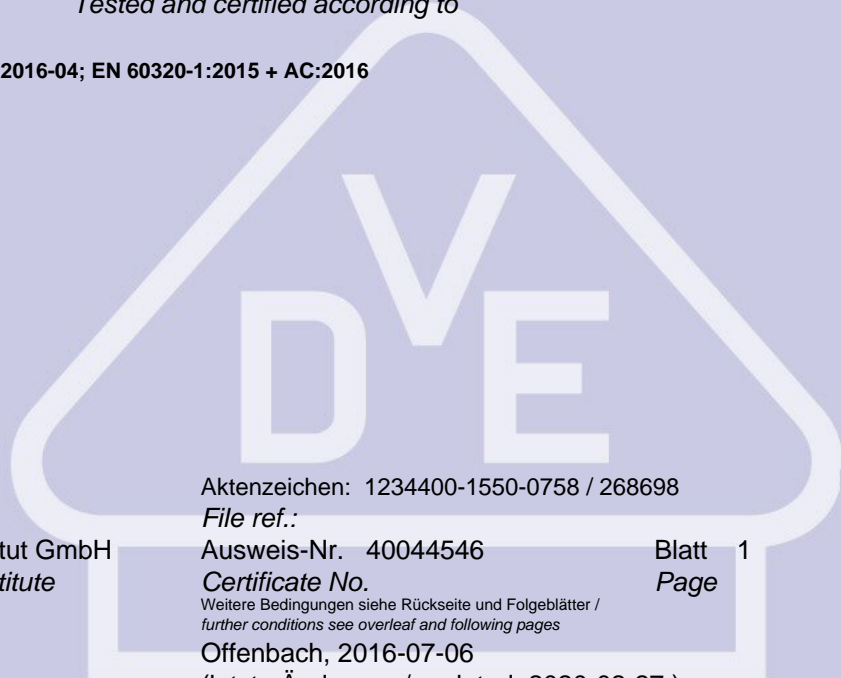 Tested and certified according to
2016-04; EN 60320-1:2015 + AC:2016
DVE
Aktenzeichen: 1234400-1550-0758 / 268698
File ref.:
tut GmbH Ausweis-Nr. 40044546 Blatt 1
titute Certificate No. Page
Weitere Bedingungen siehe Rückseite und Folgeblätter /
further conditions see overleaf and following pages
Offenbach, 2016-07-06